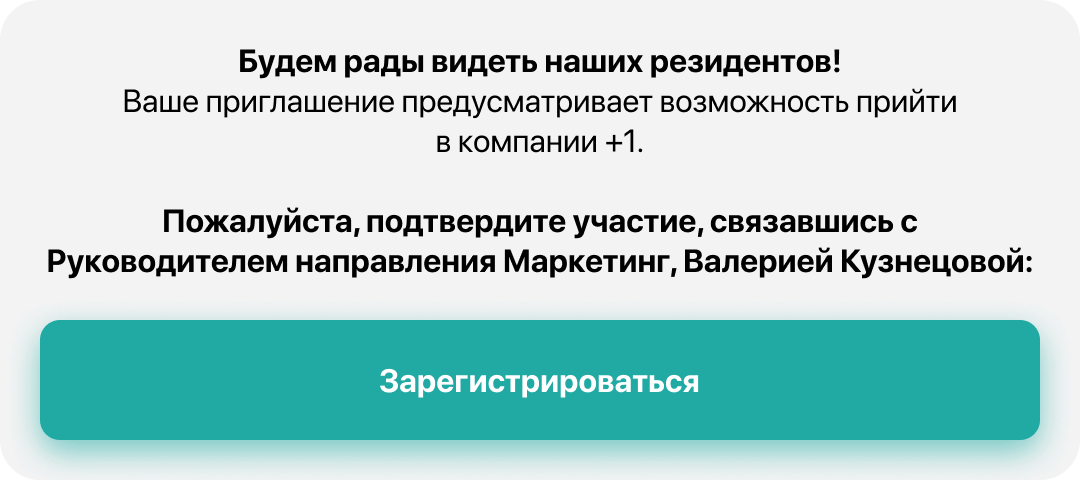 Будем рады видеть наших резидентов!
Ваше приглашение предусматривает возможность прийти
в компании +1.
Пожалуйста, подтвердите участие, связавшись с
Руководителем направления Маркетинг, Валерией Кузнецовой:
Зарегистрироваться